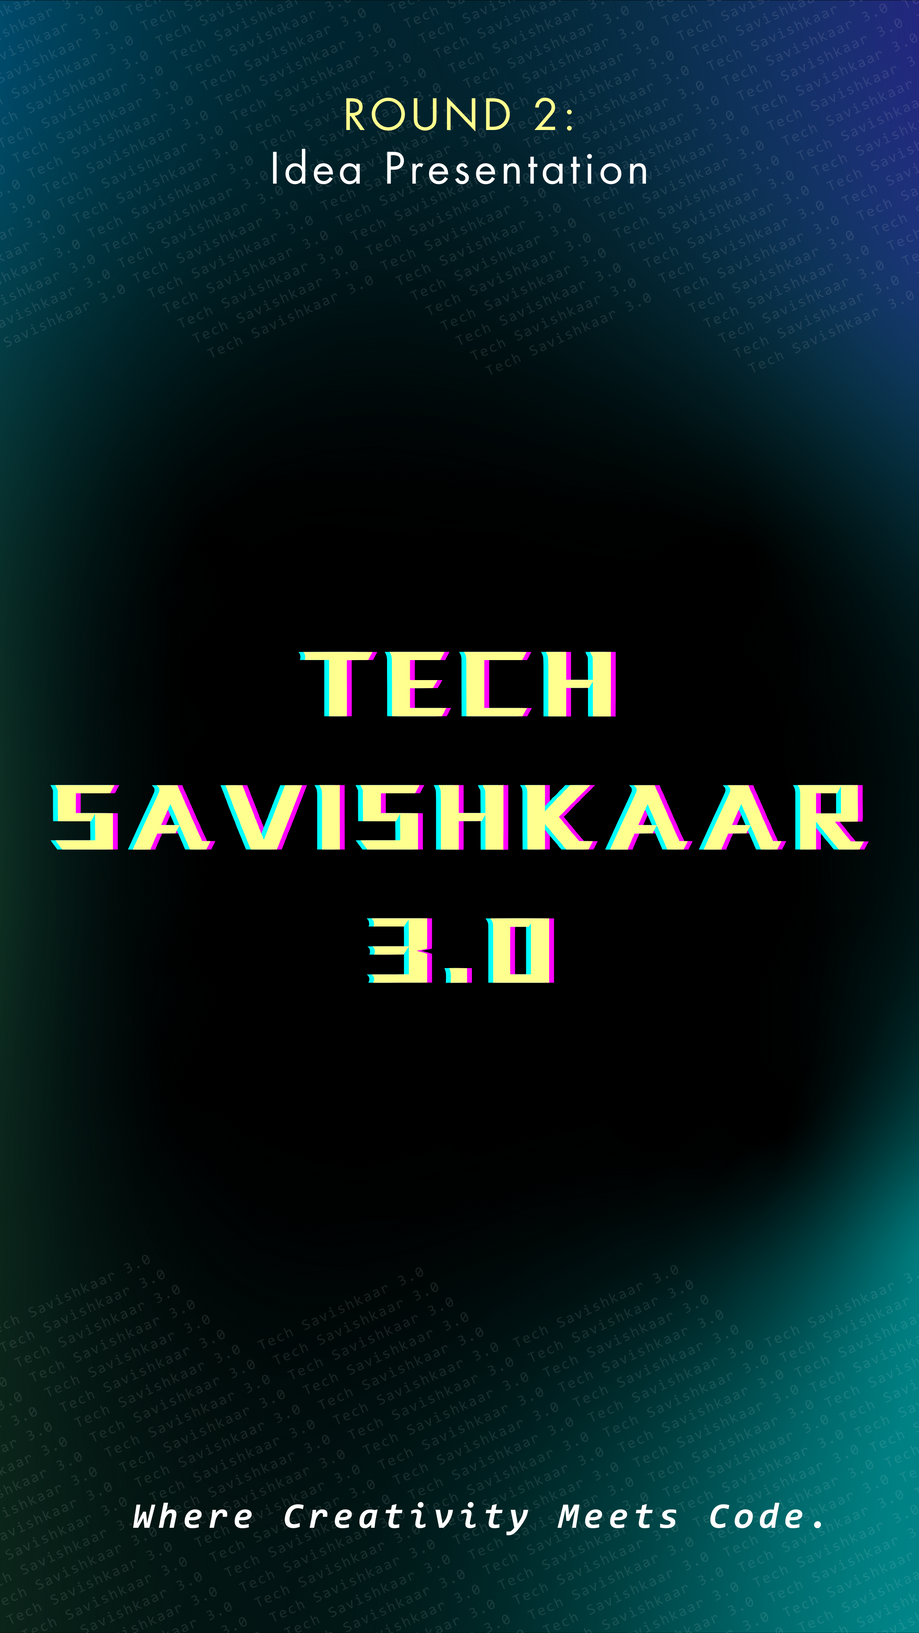 ROUND 2:
Idea Presentation
TECH
SAVISHKAAR
3.0
Where Creativity Meets Code.